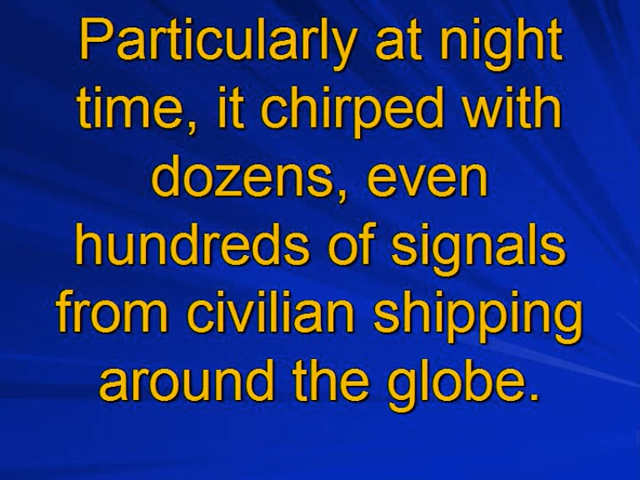 Particularly at night
time, it chirped with
dozens, even
hundreds of signals
from civilian shipping
around the globe.